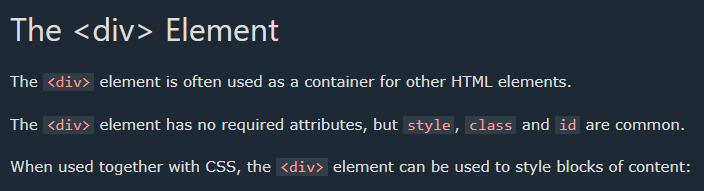 The <div> Element
The <div> element is often used as a container for other HTML elements.
The <div> element has no required attributes, but style, class and id are common.
When used together with CSS, the <div> element can be used to style blocks of content: